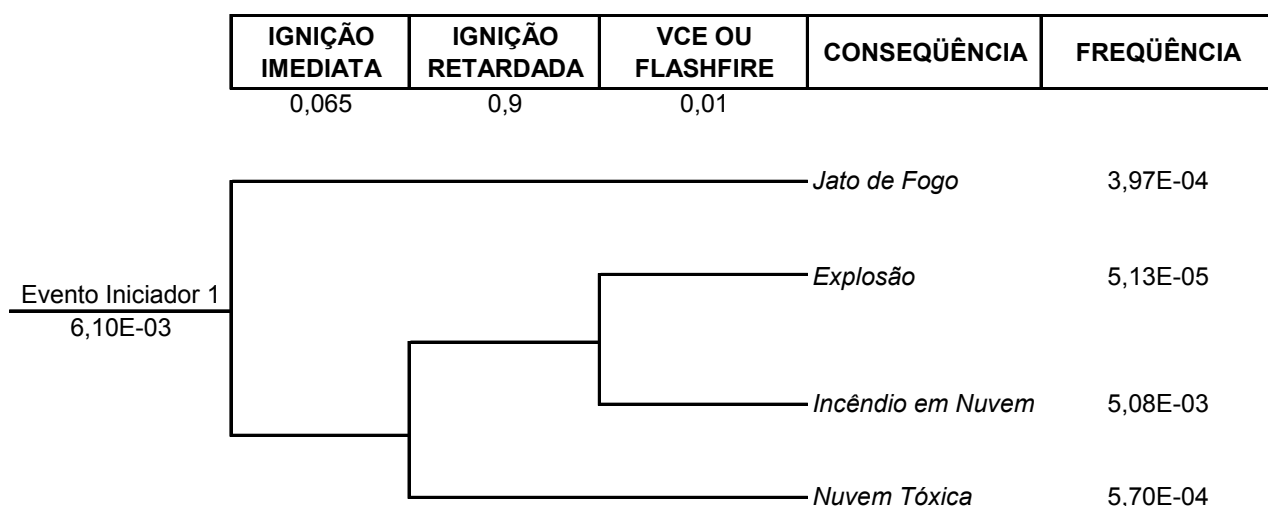 IGNIÇÃO IMEDIATA
IGNIÇÃO RETARDADA
VCE OU FLASHFIRE
CONSEQÜÊNCIA
FREQÜÊNCIA
0,065
0,9
0,01
Jato de Fogo
3,97E-04
Explosão
5,13E-05
Evento Iniciador 1
6,10E-03
Incêndio em Nuvem
5,08E-03
Nuvem Tóxica
5,70E-04